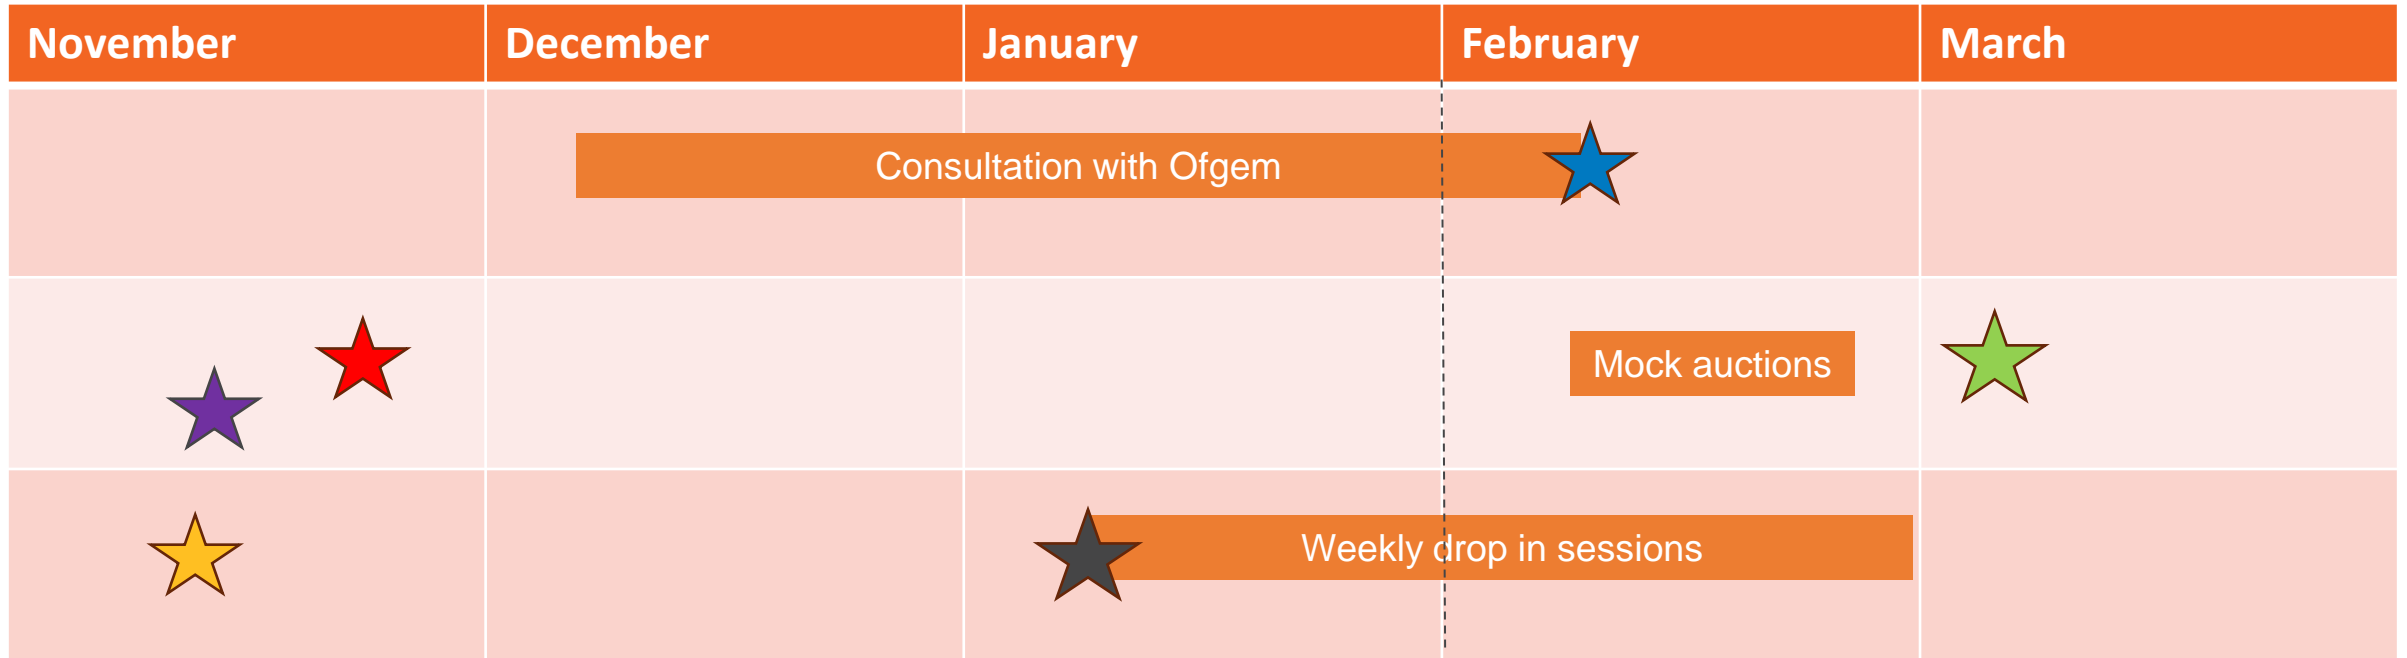 November
December
January
February
March
Consultation with Ofgem
Mock auctions
Weekly drop in sessions